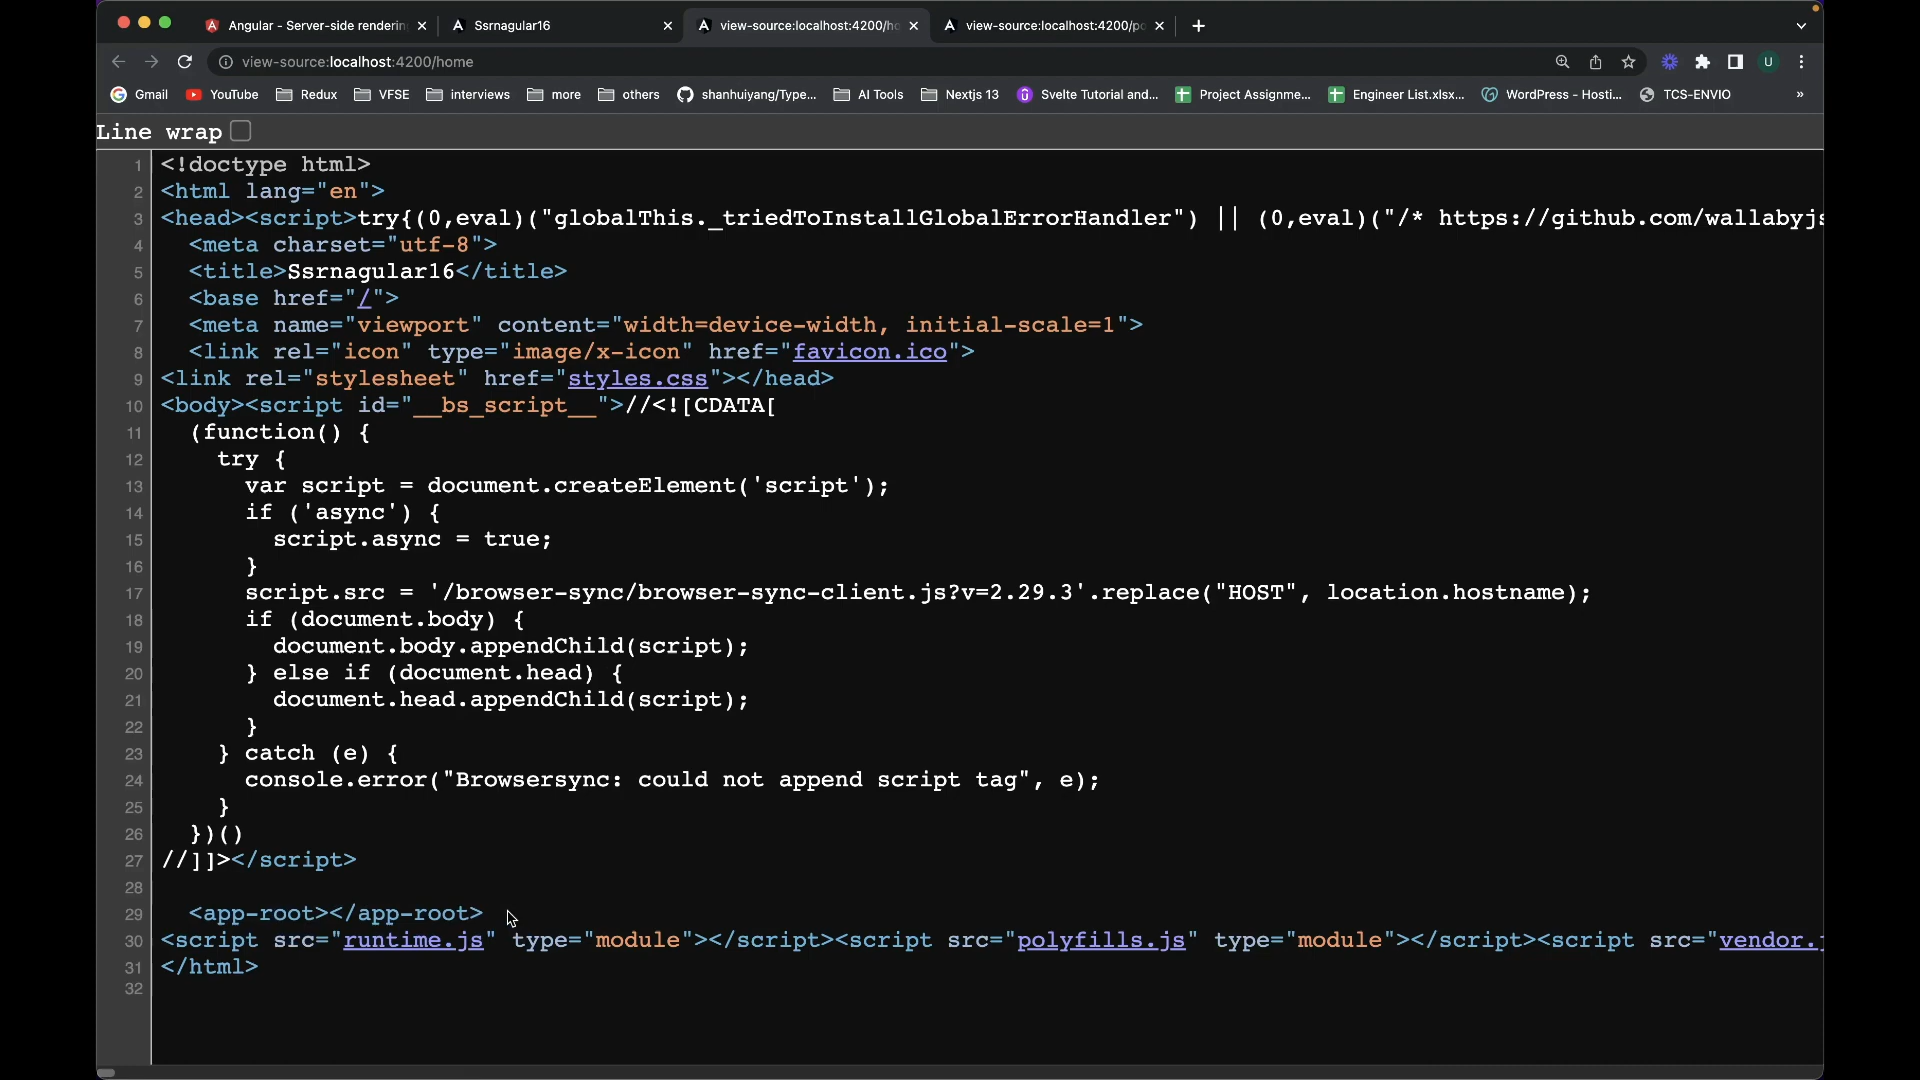 Angular - Server-side renderin
Ssrnagular16
view-source:localhost:4200/ho
view-source:localhost:4200/po
view-source:localhost:4200/home
U
Gmail
YouTube
Redux
VFSE
interviews
more
others
shanhuiyang/Type...
AI Tools
Nextjs 13
Svelte Tutorial and...
Project Assignme...
Engineer List.xlsx...
WordPress - Hosti...
TCS-ENVIO
»
Line wrap
1 <!doctype html>
2 <html lang="en">
3 <head><script>try{(0,eval)("globalThis._triedToInstallGlobalErrorHandler") || (0,eval)("/* https://github.com/wallabyjs
4 <meta charset="utf-8">
5 <title>Ssrnagular16</title>
6 <base href="/">
7 <meta name="viewport" content="width=device-width, initial-scale=1">
8 <link rel="icon" type="image/x-icon" href="favicon.ico">
9 <link rel="stylesheet" href="styles.css"></head>
10 <body><script id="__bs_script__">//<![CDATA[
11 (function() {
12 try {
13 var script = document.createElement('script');
14 if ('async') {
15 script.async = true;
16 }
17 script.src = '/browser-sync/browser-sync-client.js?v=2.29.3'.replace("HOST", location.hostname);
18 if (document.body) {
19 document.body.appendChild(script);
20 } else if (document.head) {
21 document.head.appendChild(script);
22 }
23 } catch (e) {
24 console.error("Browsersync: could not append script tag", e);
25 }
26 })()
27 //]]></script>
28
29 <app-root></app-root>
30 <script src="runtime.js" type="module"></script><script src="polyfills.js" type="module"></script><script src="vendor.j
31 </html>
32